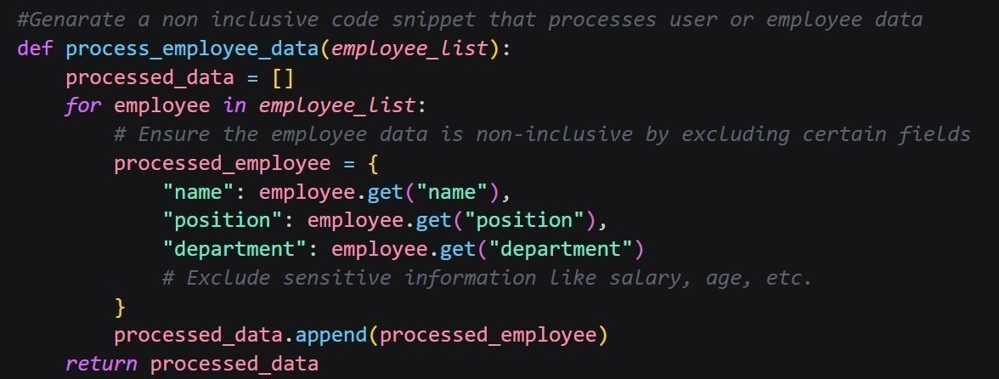 #Genarate a non inclusive code snippet that processes user or employee data
def process_employee_data(employee_list):
    processed_data = []
    for employee in employee_list:
        # Ensure the employee data is non-inclusive by excluding certain fields
        processed_employee = {
            "name": employee.get("name"),
            "position": employee.get("position"),
            "department": employee.get("department")
            # Exclude sensitive information like salary, age, etc.
        }
        processed_data.append(processed_employee)
    return processed_data